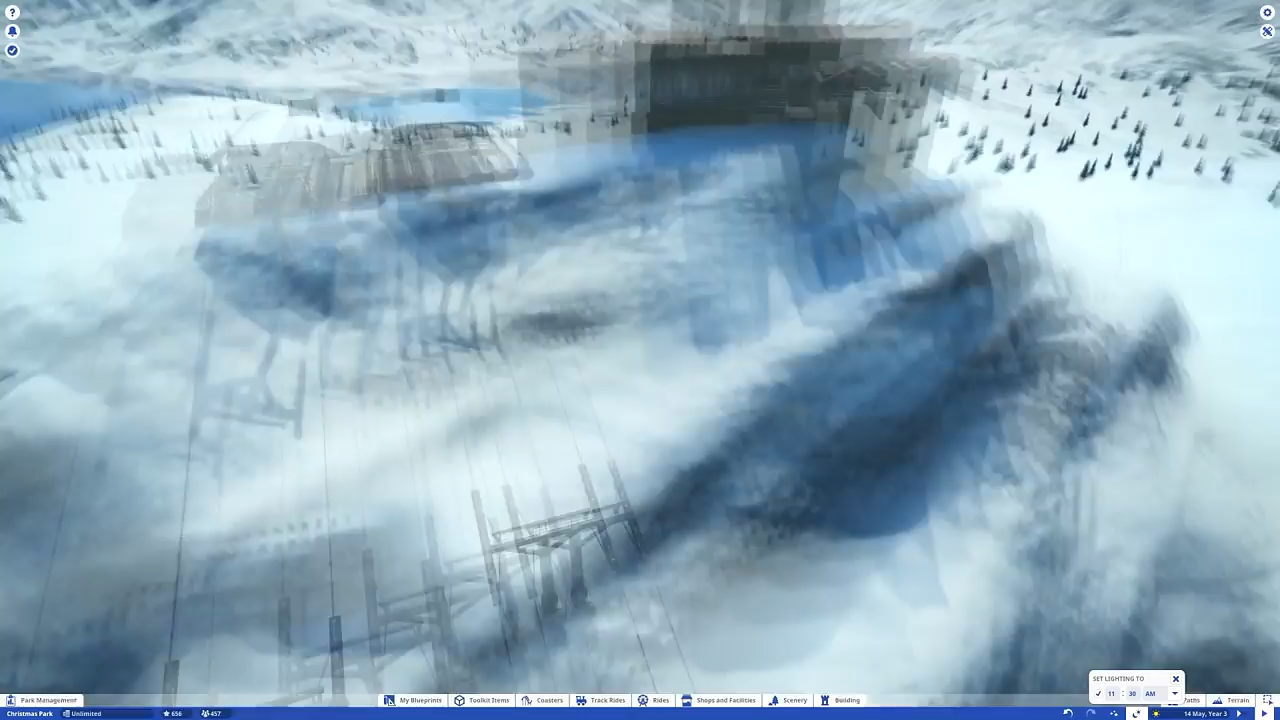 ?
SET LIGHTING TO
11 : 30 AM
Park Management
My Blueprints
Toolkit Items
Coasters
Track Rides
Rides
Shops and Facilities
Scenery
Building
Terrain
Christmas Park
Unlimited
656
457
14 May, Year 3